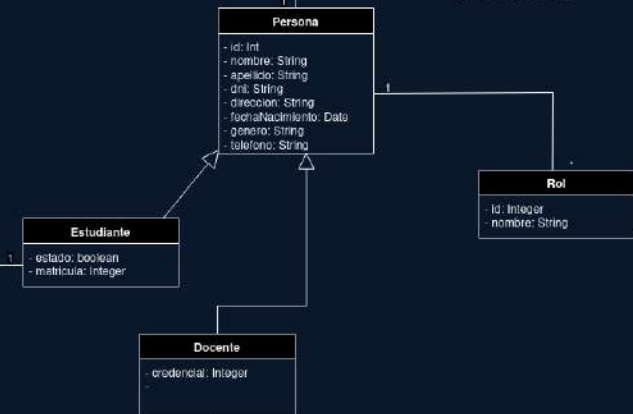 1
Persona
- id: Int
- nombre: String
- apellido: String
- dni: String
- direccion: String
- fechaNacimiento: Date
- genero: String
- telefono: String
1
*
Rol
- id: Integer
- nombre: String
Estudiante
- estado: boolean
- matricula: Integer
1
Docente
- credencial: Integer
-